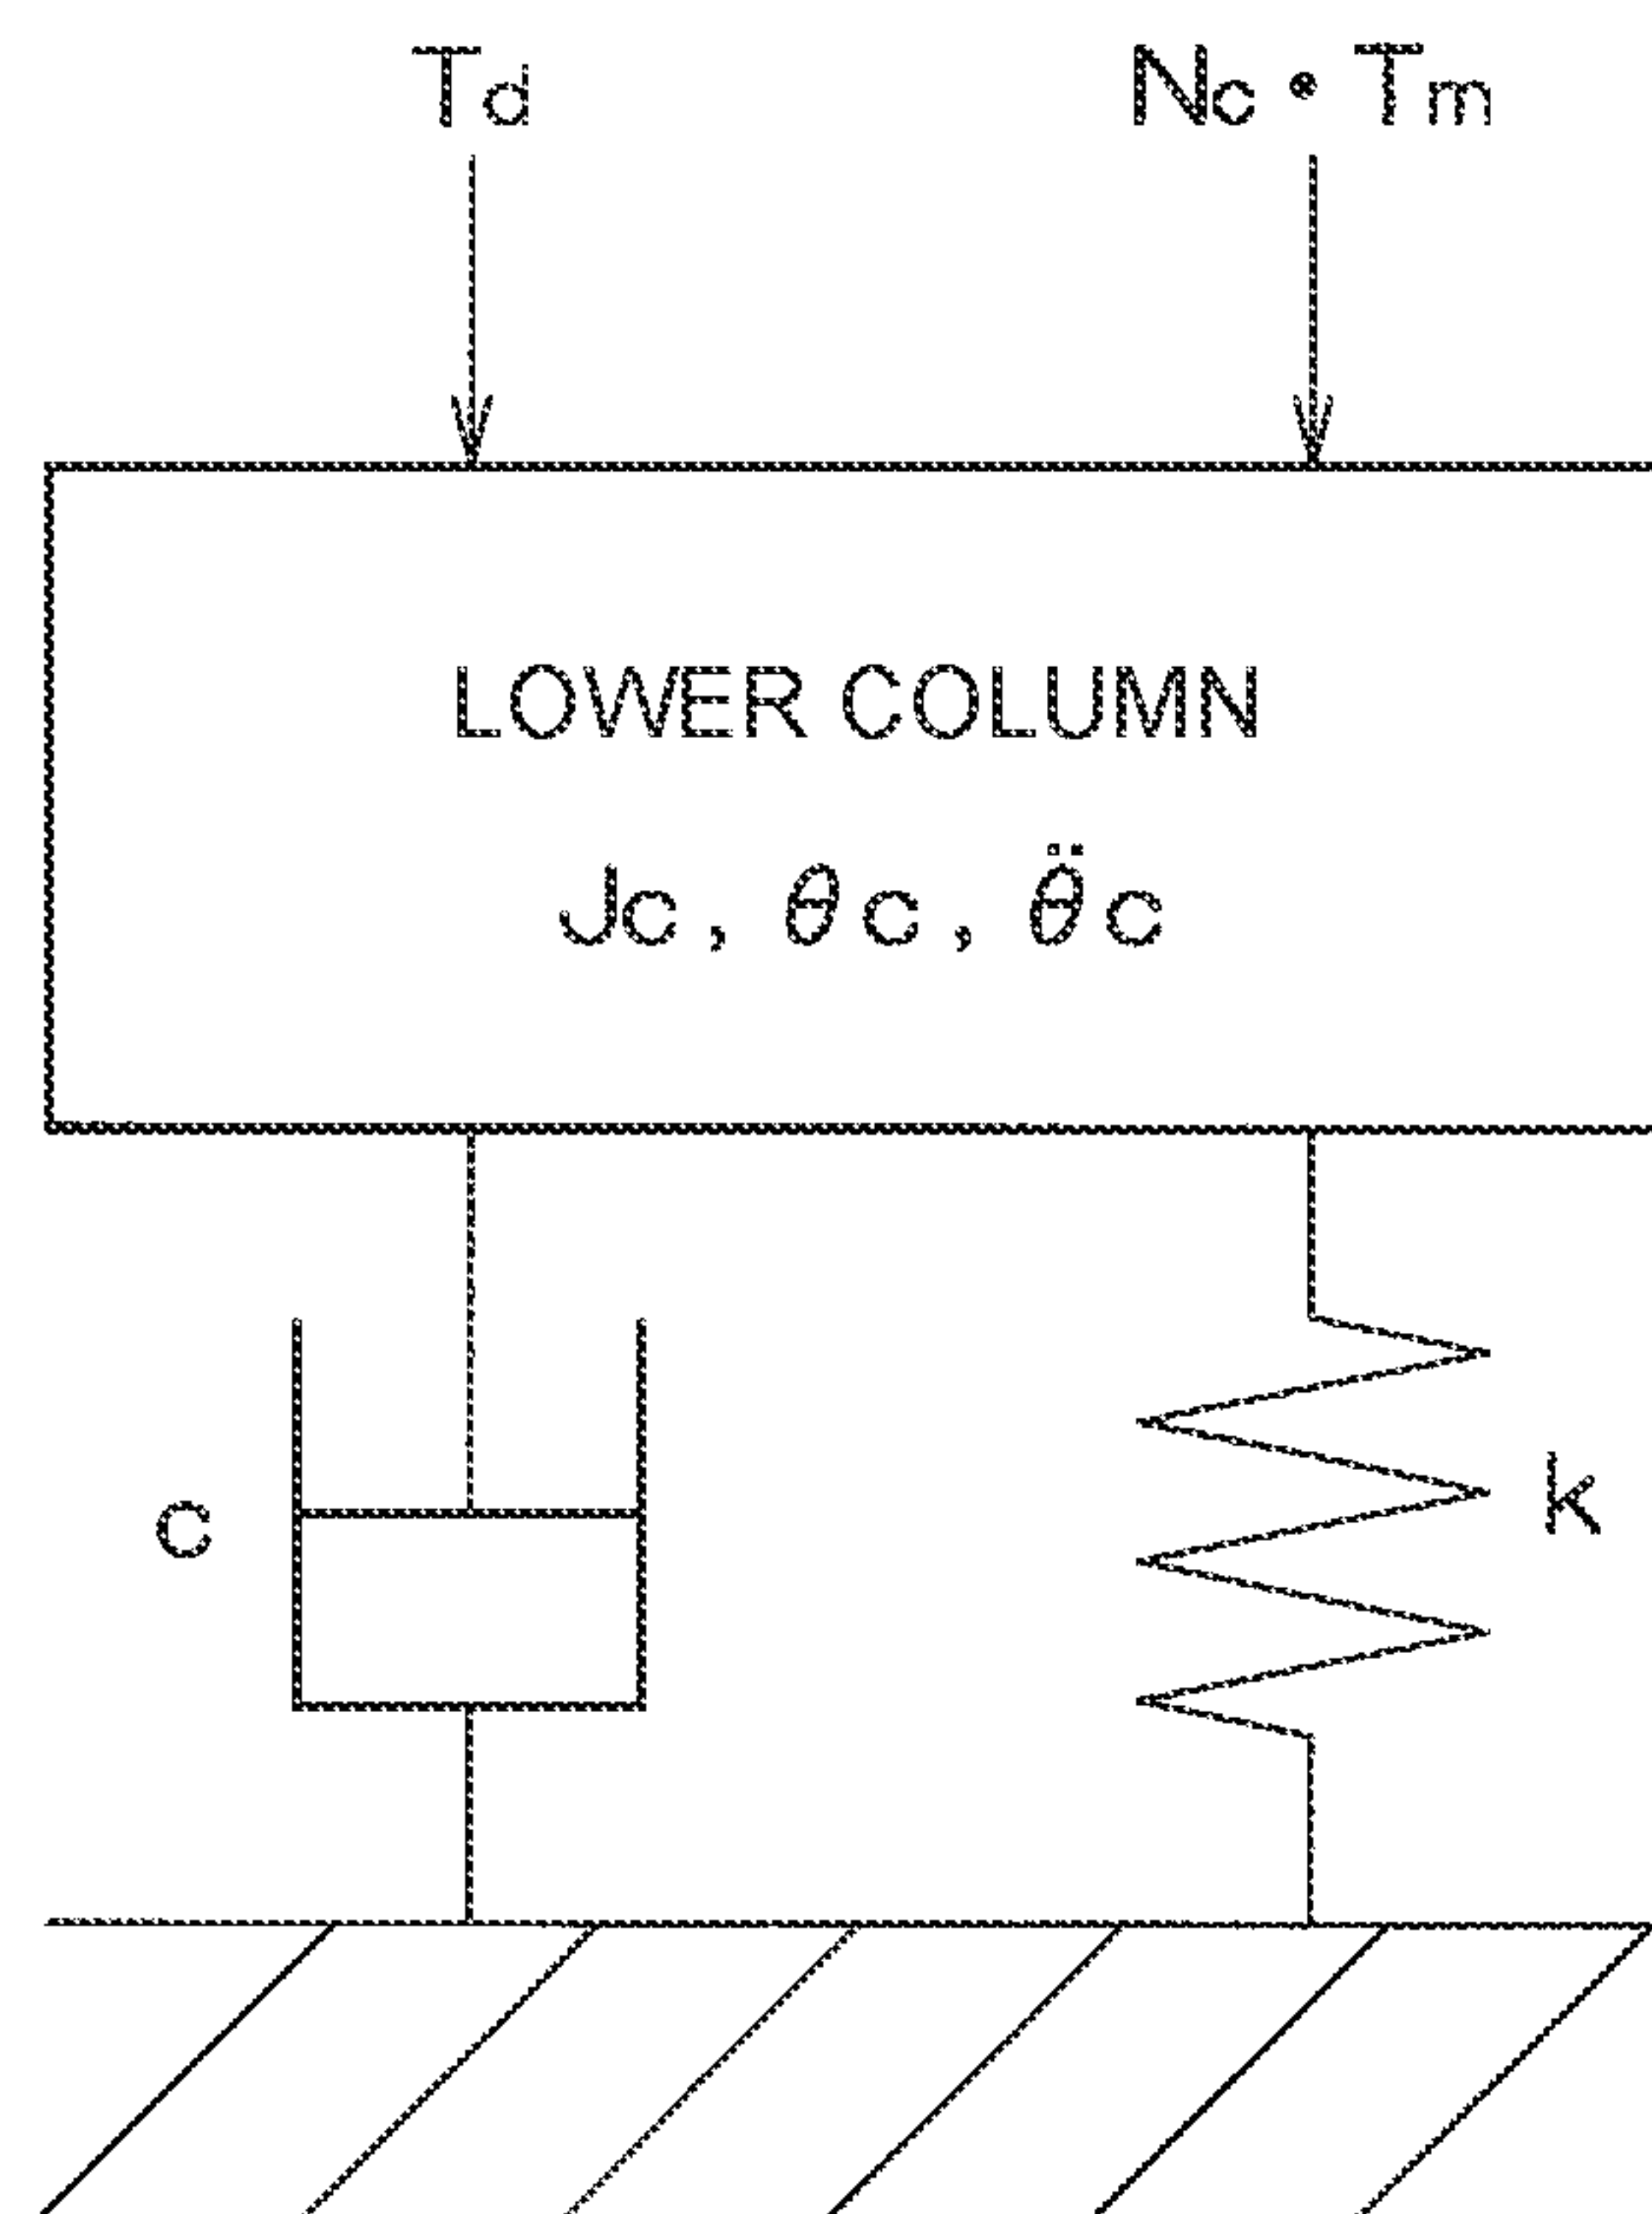 Td Nc • Tm
LOWER COLUMN
Jc, θc, θ̈c
c k